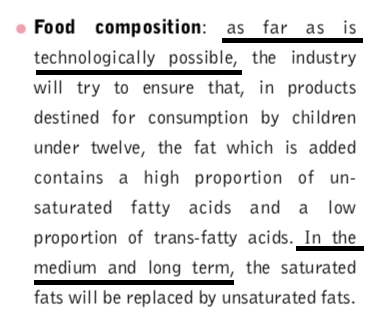 ● Food composition: as far as is
technologically possible, the industry
will try to ensure that, in products
destined for consumption by children
under twelve, the fat which is added
contains a high proportion of un-
saturated fatty acids and a low
proportion of trans-fatty acids. In the
medium and long term, the saturated
fats will be replaced by unsaturated fats.